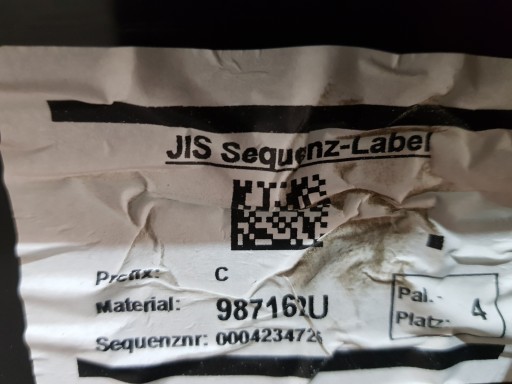 JIS Sequenz-Label
Prefix: C
Material:
Sequenznr:
Pal.-
Platz: 4